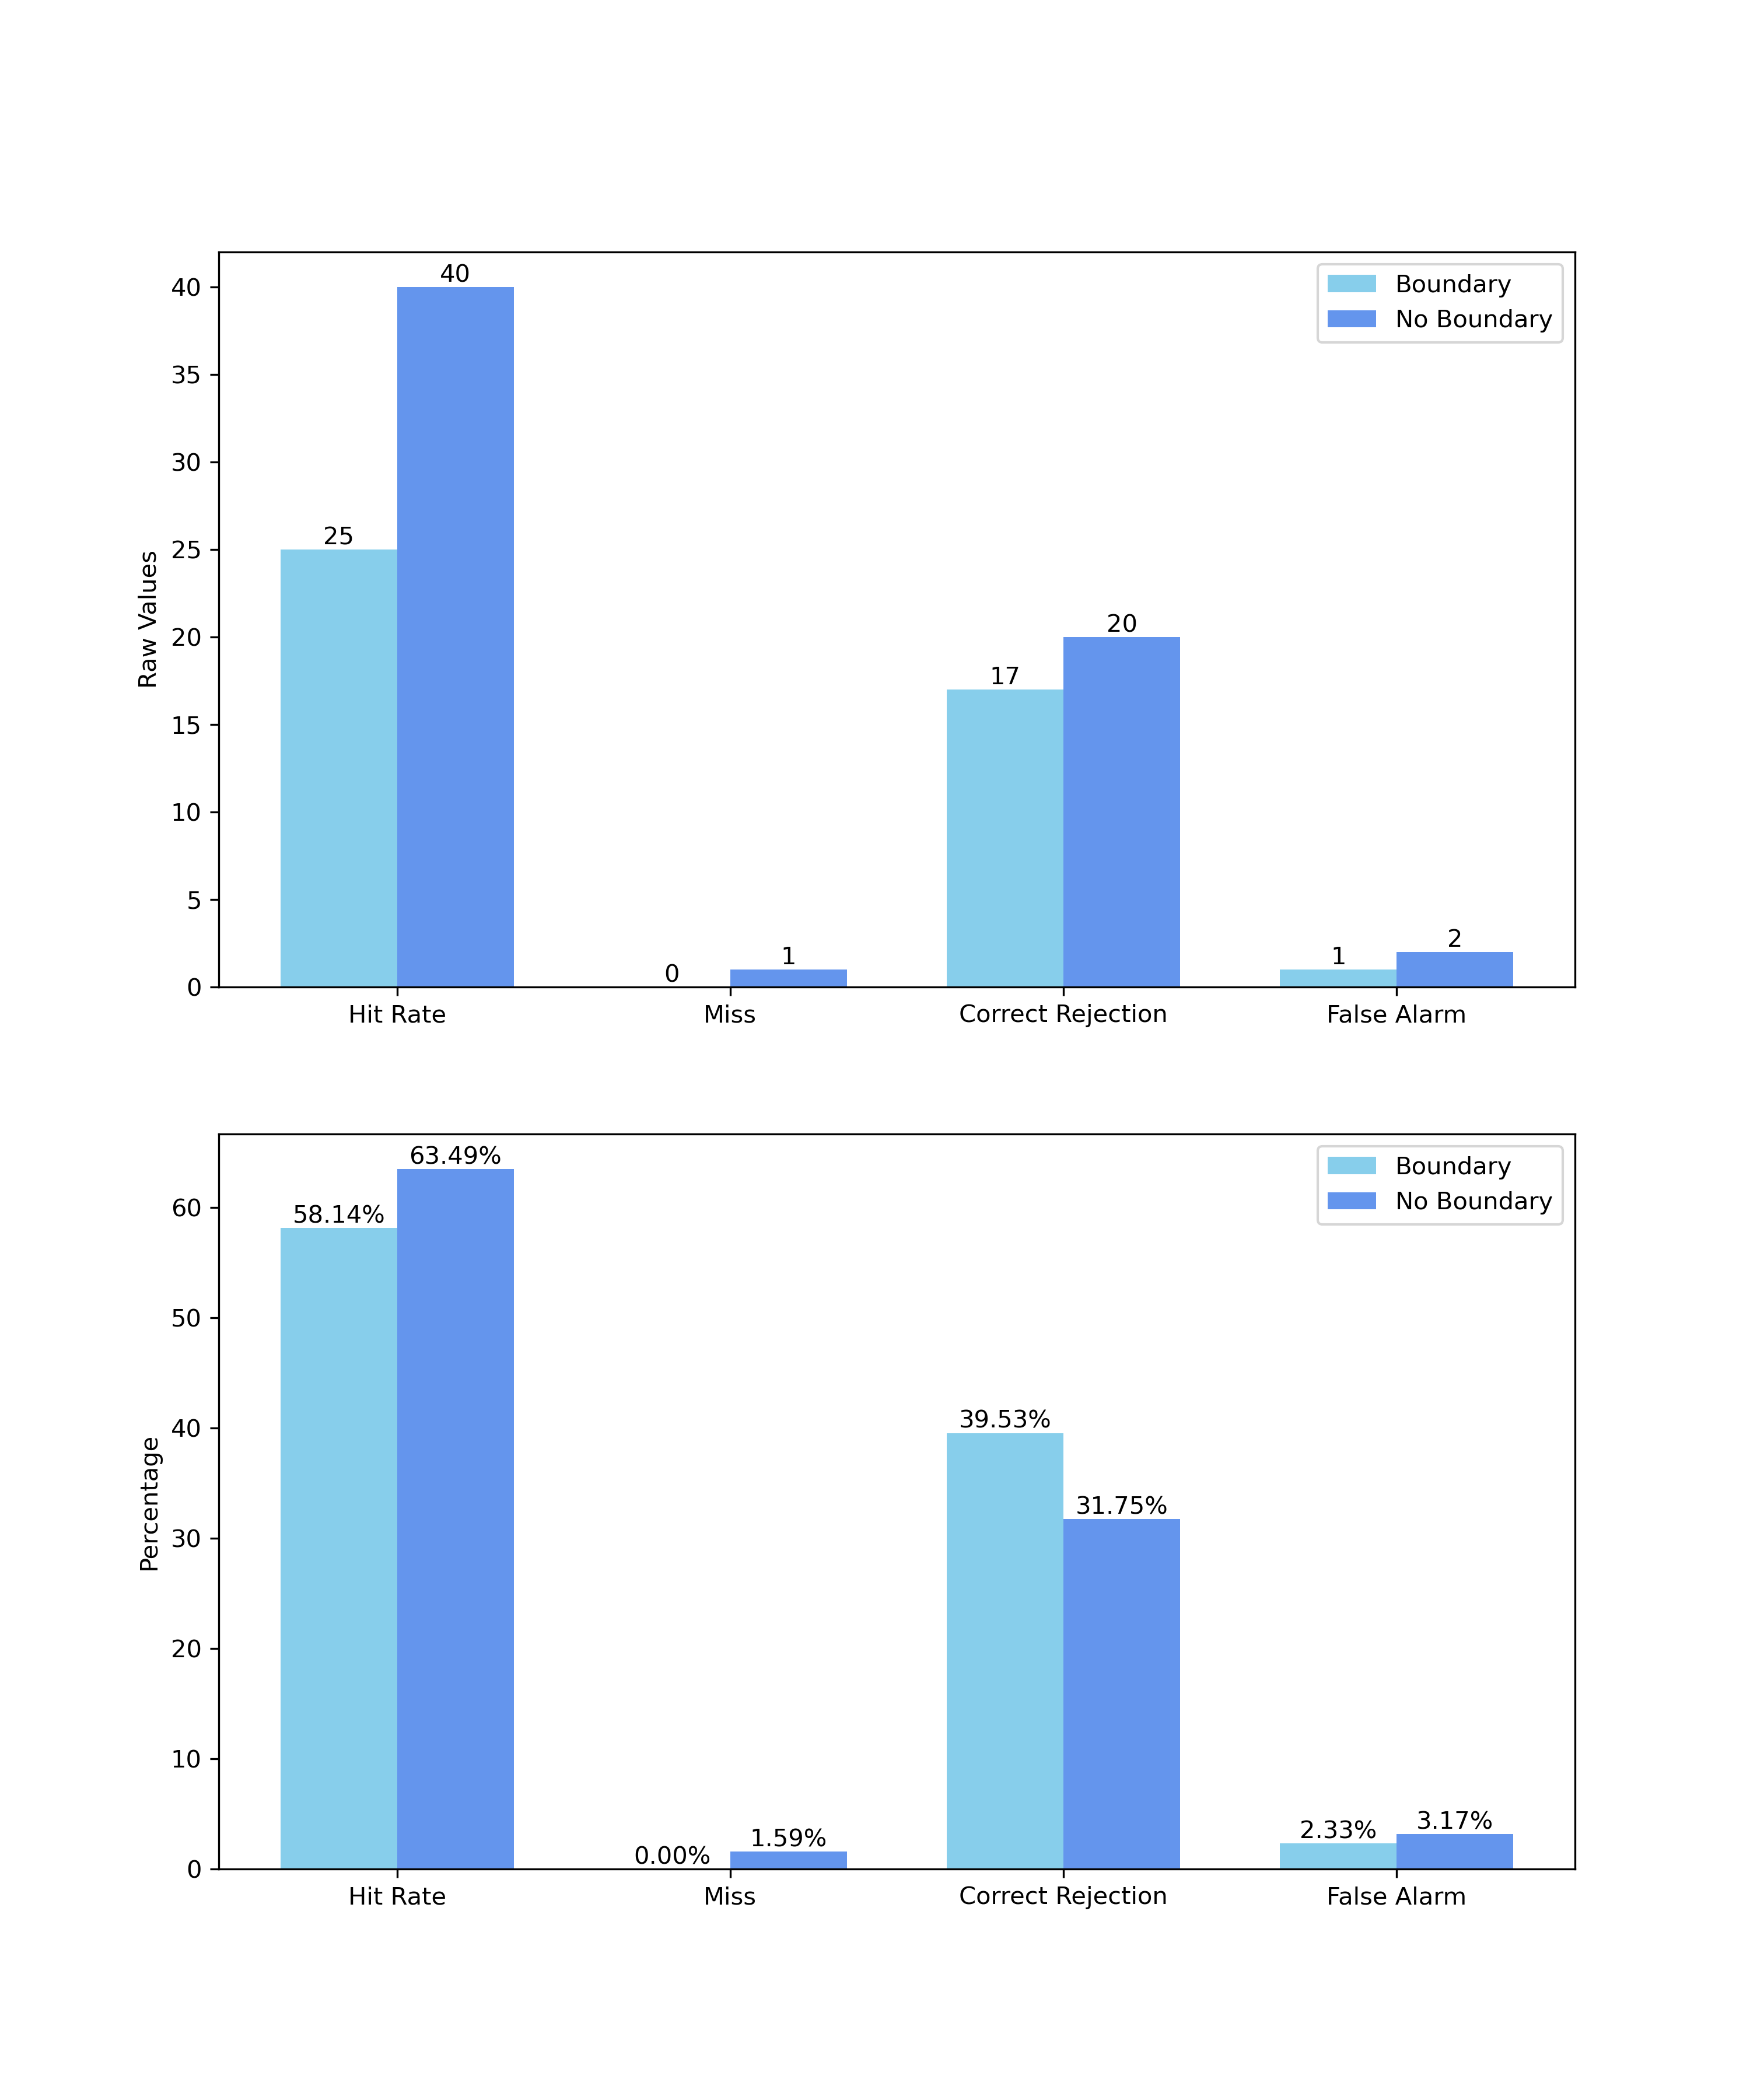 40
Boundary
No Boundary
40
35
30
25
20
15
10
5
0
Raw Values
25
0
1
17
20
1
2
Hit Rate
Miss
Correct Rejection
False Alarm
63.49%
Boundary
No Boundary
58.14%
60
50
40
30
20
10
0
Percentage
0.00%
1.59%
39.53%
31.75%
2.33%
3.17%
Hit Rate
Miss
Correct Rejection
False Alarm